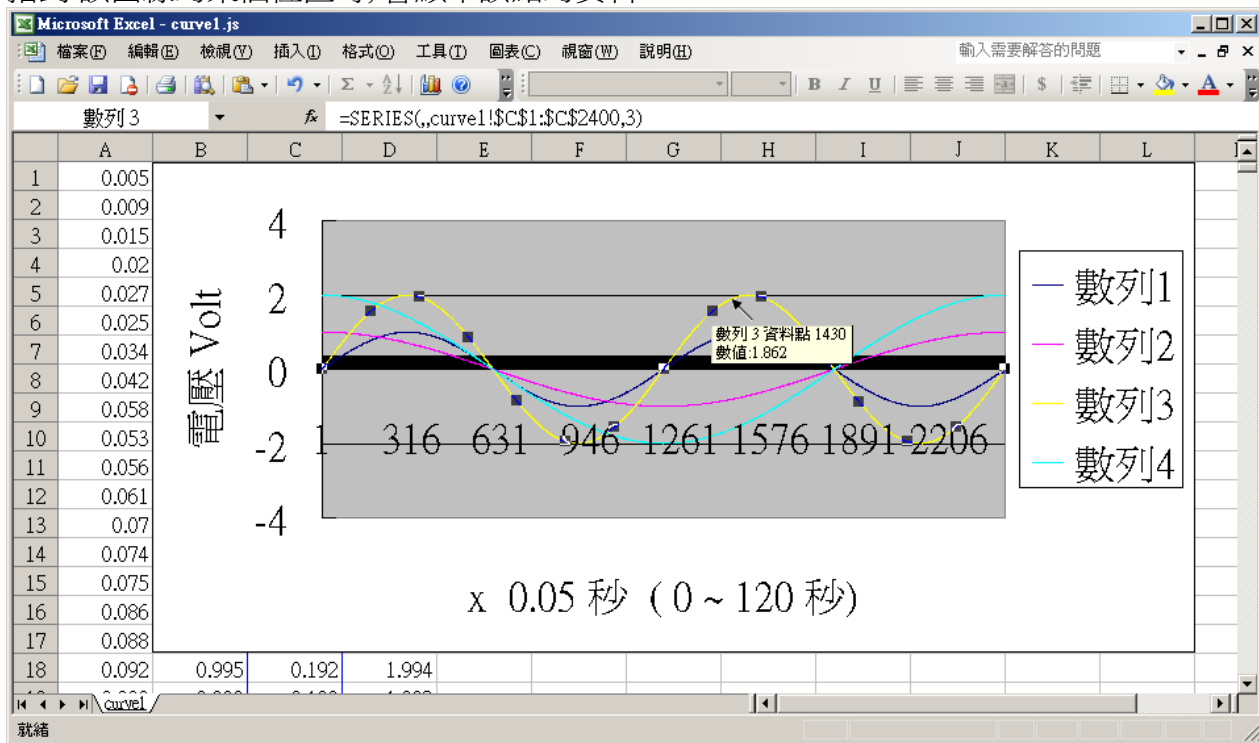 Microsoft Excel - curve1.js
檔案(F) 編輯(E) 檢視(V) 插入(I) 格式(O) 工具(T) 圖表(C) 視窗(W) 說明(H) 輸入需要解答的問題
數列 3 fx =SERIES(,,curve1!$C$1:$C$2400,3)
A B C D E F G H I J K L
1 0.005
2 0.009
3 0.015
4 0.02
5 0.027
6 0.025
7 0.034
8 0.042
9 0.058
10 0.053
11 0.056
12 0.061
13 0.07
14 0.074
15 0.075
16 0.086
17 0.088
18 0.092 0.995 0.192 1.994
電壓 Volt
4
2
0
-2
-4
1 316 631 946 1261 1576 1891 2206
數列 3 資料點 1430
數值:1.862
數列1
數列2
數列3
數列4
x 0.05 秒 ( 0 ~ 120 秒)
curve1
就緒